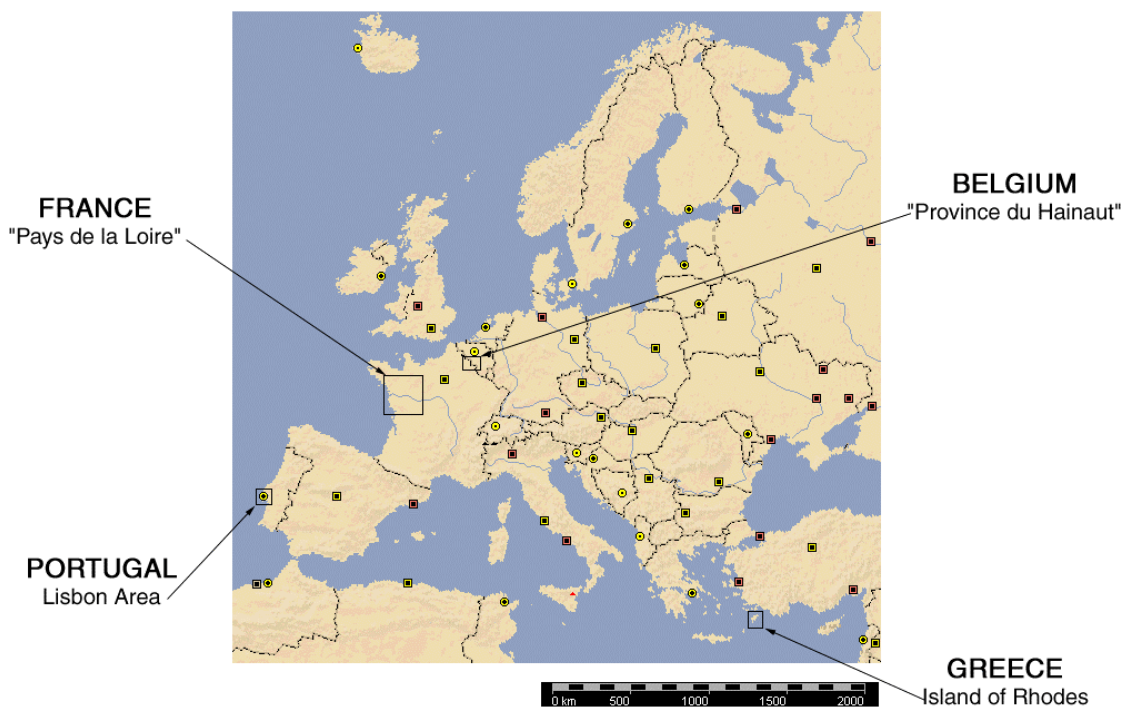 BELGIUM
"Province du Hainaut"
FRANCE
"Pays de la Loire"
PORTUGAL
Lisbon Area
GREECE
Island of Rhodes
0 km 500 1000 1500 2000